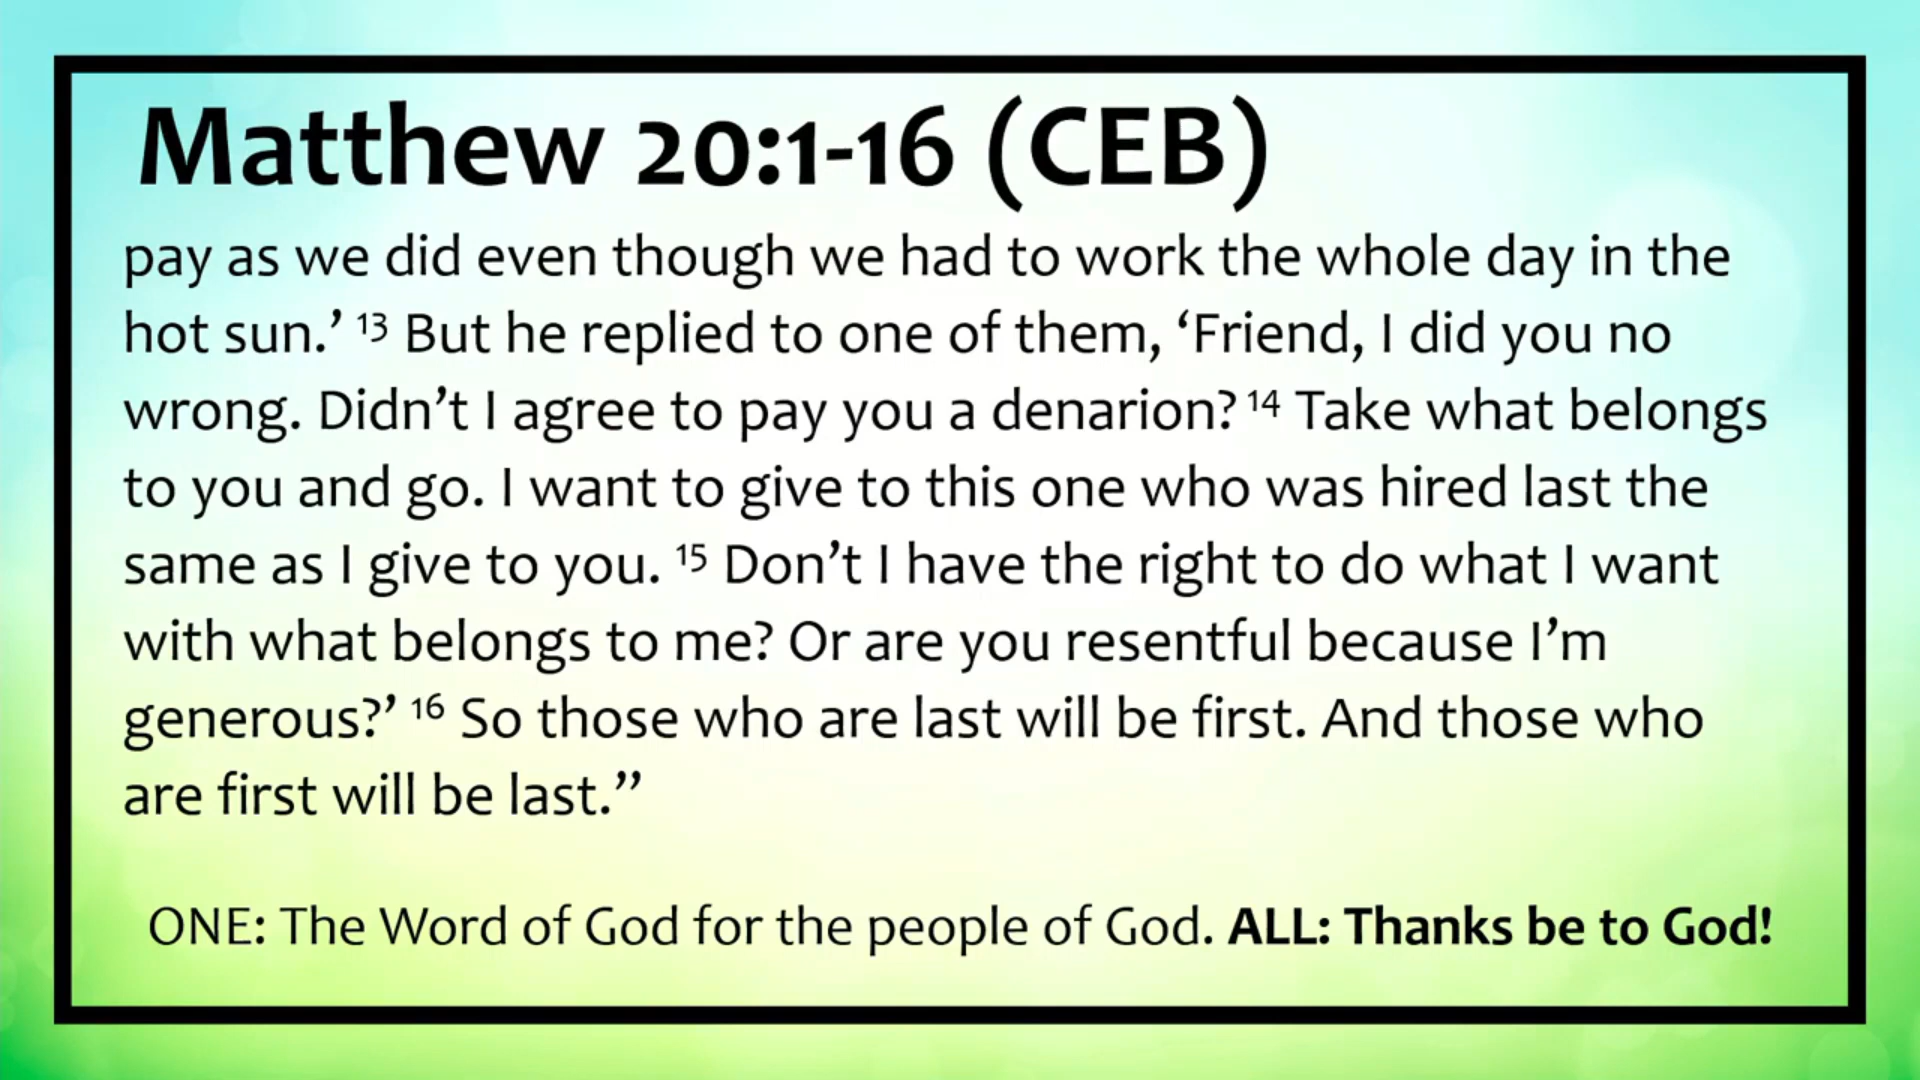 Matthew 20:1-16 (CEB)
pay as we did even though we had to work the whole day in the
hot sun.’ ¹³ But he replied to one of them, ‘Friend, I did you no
wrong. Didn’t I agree to pay you a denarion? ¹⁴ Take what belongs
to you and go. I want to give to this one who was hired last the
same as I give to you. ¹⁵ Don’t I have the right to do what I want
with what belongs to me? Or are you resentful because I’m
generous?’ ¹⁶ So those who are last will be first. And those who
are first will be last.”
ONE: The Word of God for the people of God. ALL: Thanks be to God!